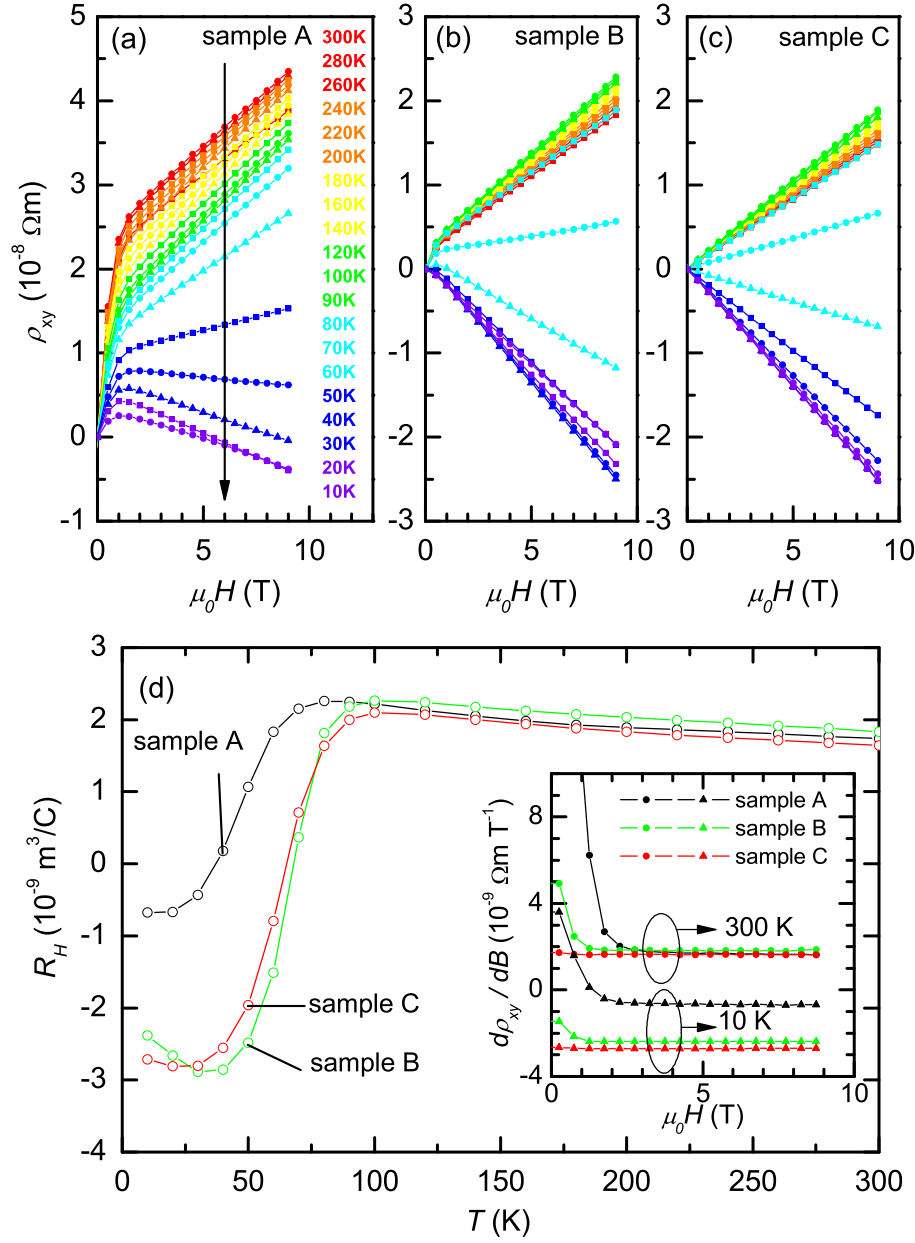 (a) sample A
300K
280K
260K
240K
220K
200K
180K
160K
140K
120K
100K
90K
80K
70K
60K
50K
40K
30K
20K
10K
5
4
3
2
1
0
-1
ρxy (10⁻⁸ Ωm)
0 5 10
μ₀H (T)
(b) sample B
3
2
1
0
-1
-2
-3
0 5 10
μ₀H (T)
(c) sample C
3
2
1
0
-1
-2
-3
0 5 10
μ₀H (T)
(d)
3
2
1
0
-1
-2
-3
-4
R_H (10⁻⁹ m³/C)
sample A
sample C
sample B
0 50 100 150 200 250 300
T (K)
sample A
sample B
sample C
8
4
0
-4
dρxy / dB (10⁻⁹ Ωm T⁻¹)
300 K
10 K
0 5 10
μ₀H (T)